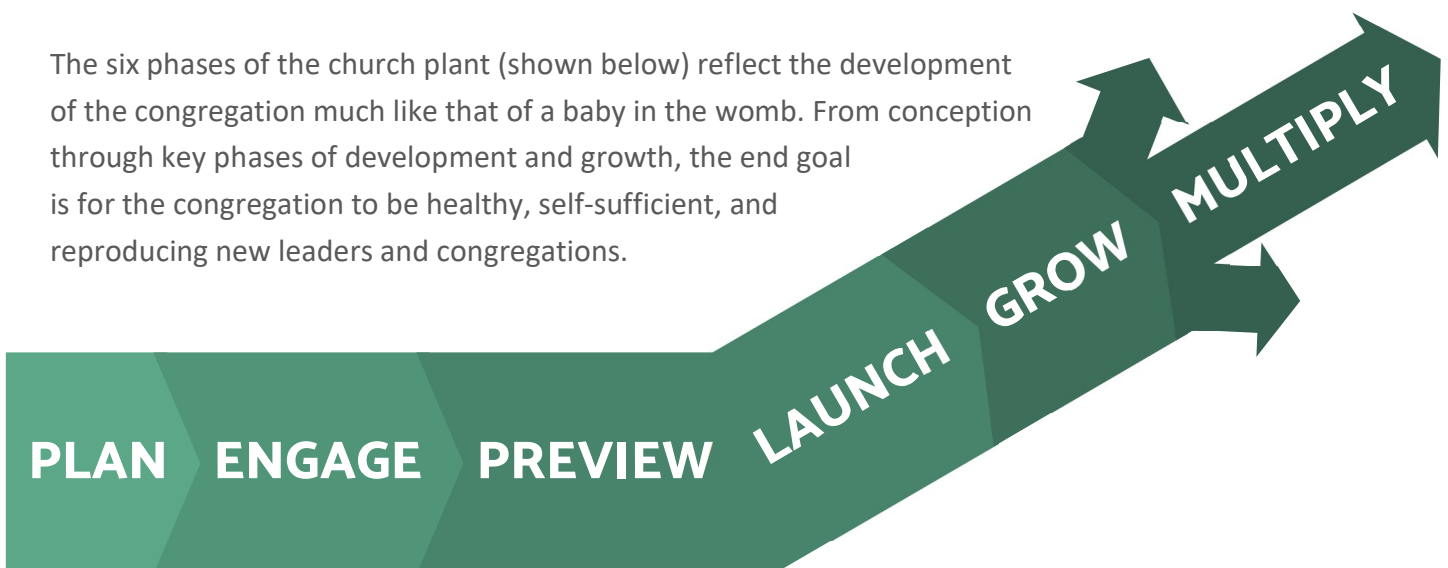 The six phases of the church plant (shown below) reflect the development
of the congregation much like that of a baby in the womb. From conception
through key phases of development and growth, the end goal
is for the congregation to be healthy, self-sufficient, and
reproducing new leaders and congregations.
PLAN
ENGAGE
PREVIEW
LAUNCH
GROW
MULTIPLY